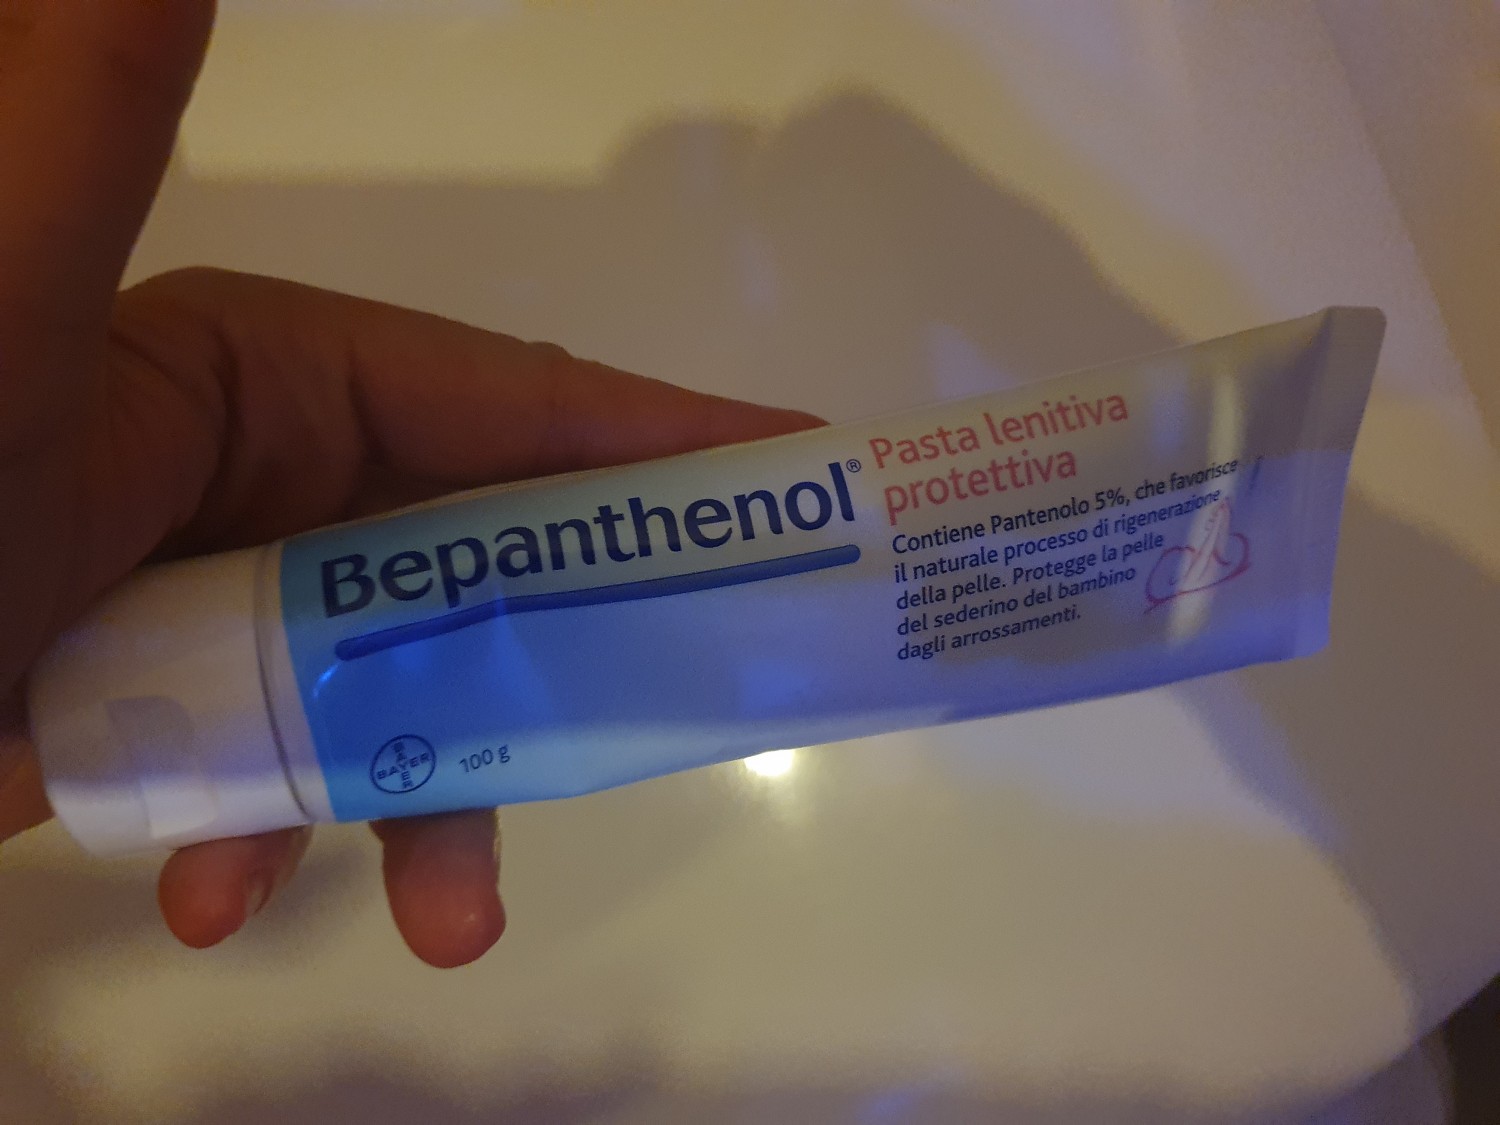 Bepanthenol®
Pasta lenitiva
protettiva
Contiene Pantenolo 5%, che favorisce
il naturale processo di rigenerazione
della pelle. Protegge la pelle
del sederino del bambino
dagli arrossamenti.
BAYER
BAYER
100 g